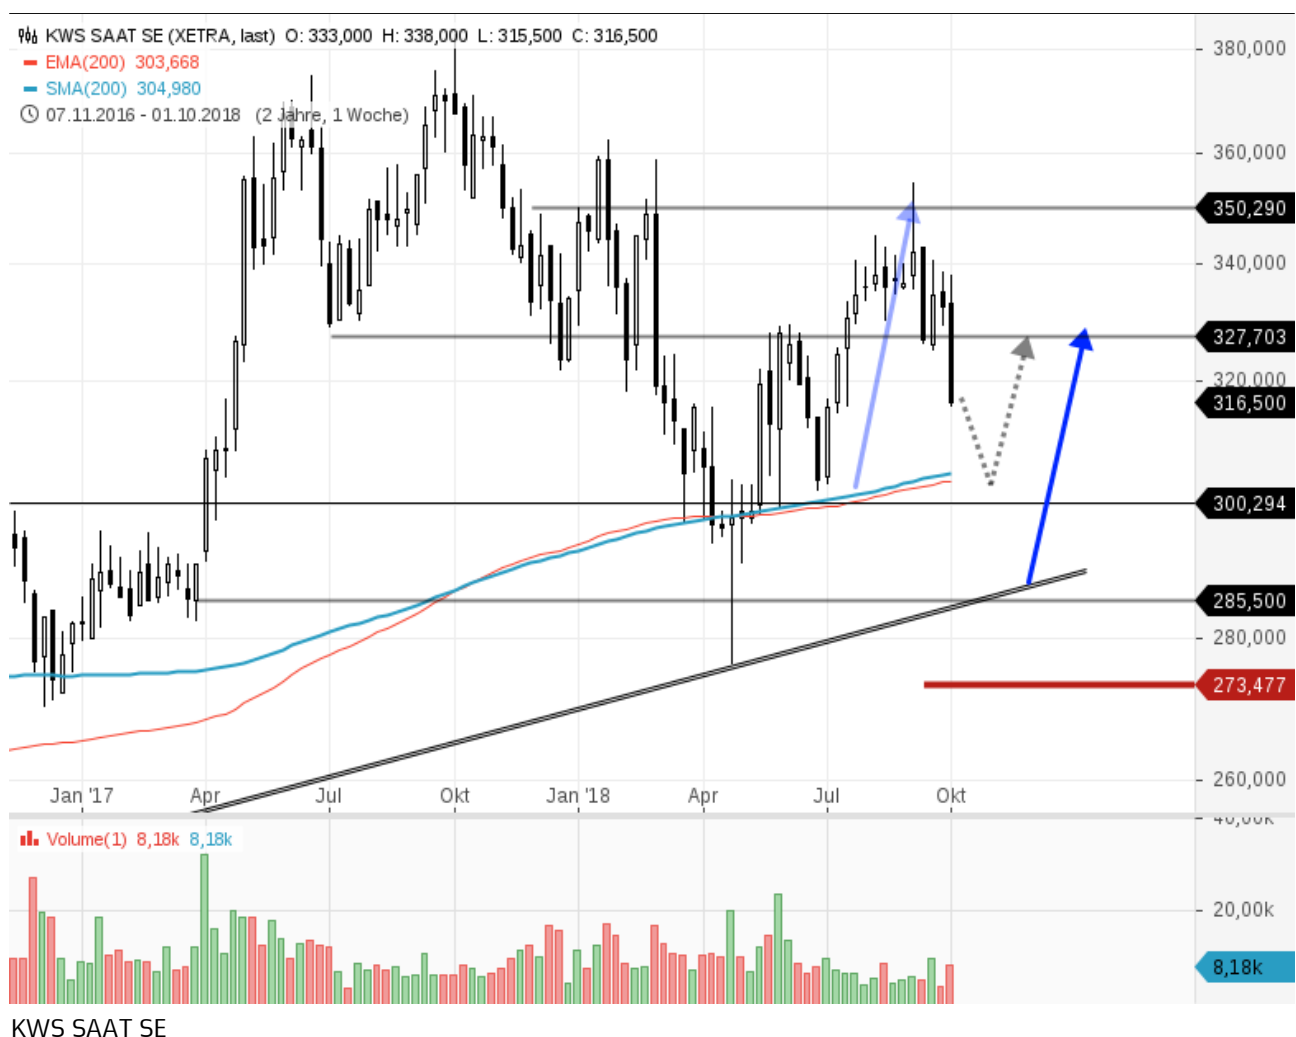 KWS SAAT SE (XETRA, last) O: 333,000 H: 338,000 L: 315,500 C: 316,500
EMA(200) 303,668
SMA(200) 304,980
07.11.2016 - 01.10.2018 (2 Jahre, 1 Woche)
380,000
360,000
350,290
340,000
327,703
320,000
316,500
300,294
285,500
280,000
273,477
260,000
Jan '17 Apr Jul Okt Jan '18 Apr Jul Okt
40,00k
Volume(1) 8,18k 8,18k
20,00k
8,18k
KWS SAAT SE